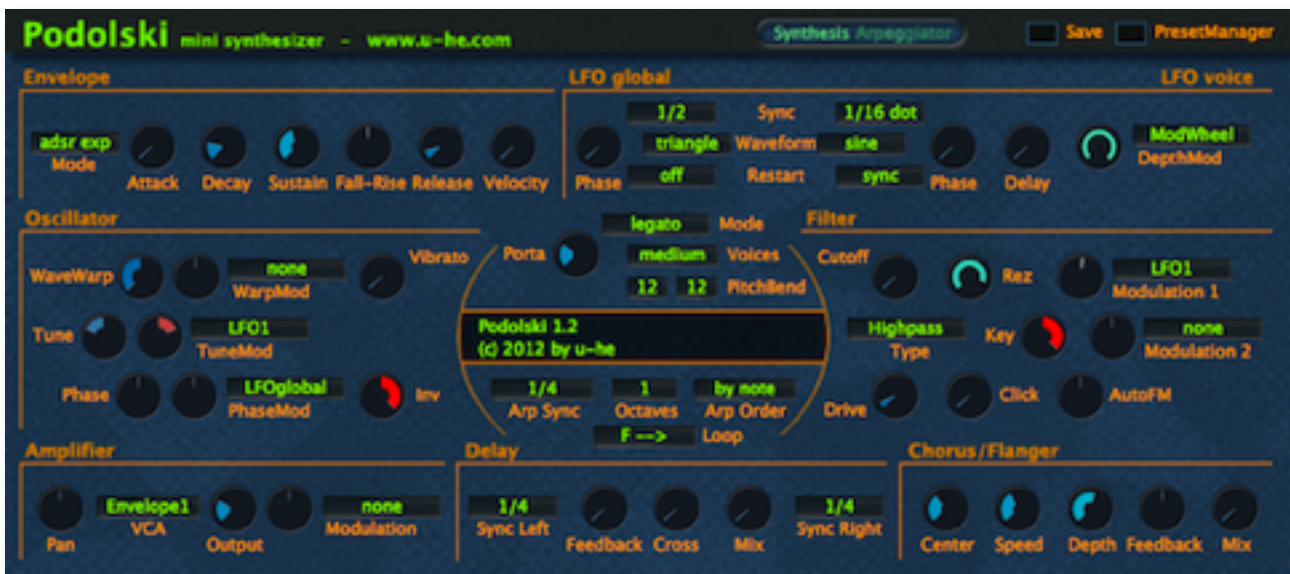 Podolski mini synthesizer - www.u-he.com Synthesis Arpeggiator Save PresetManager
Envelope LFO global LFO voice
1/2 Sync 1/16 dot
adsr exp triangle Waveform sine ModWheel
Mode DepthMod
off Restart sync
Attack Decay Sustain Fall-Rise Release Velocity Phase Phase Delay
Oscillator legato Mode Filter
Porta medium Voices Cutoff
WaveWarp none Vibrato Rez LFO1
WarpMod 12 12 PitchBend Modulation 1
Tune LFO1 Podolski 1.2 Highpass Key none
TuneMod (c) 2012 by u-he Type Modulation 2
Phase LFOglobal Inv 1/4 1 by note Click AutoFM
PhaseMod Arp Sync Octaves Arp Order Drive
F --> Loop
Amplifier Delay Chorus/Flanger
Envelope1 none 1/4 1/4
VCA Modulation Sync Left Sync Right
Pan Output Feedback Cross Mix Center Speed Depth Feedback Mix